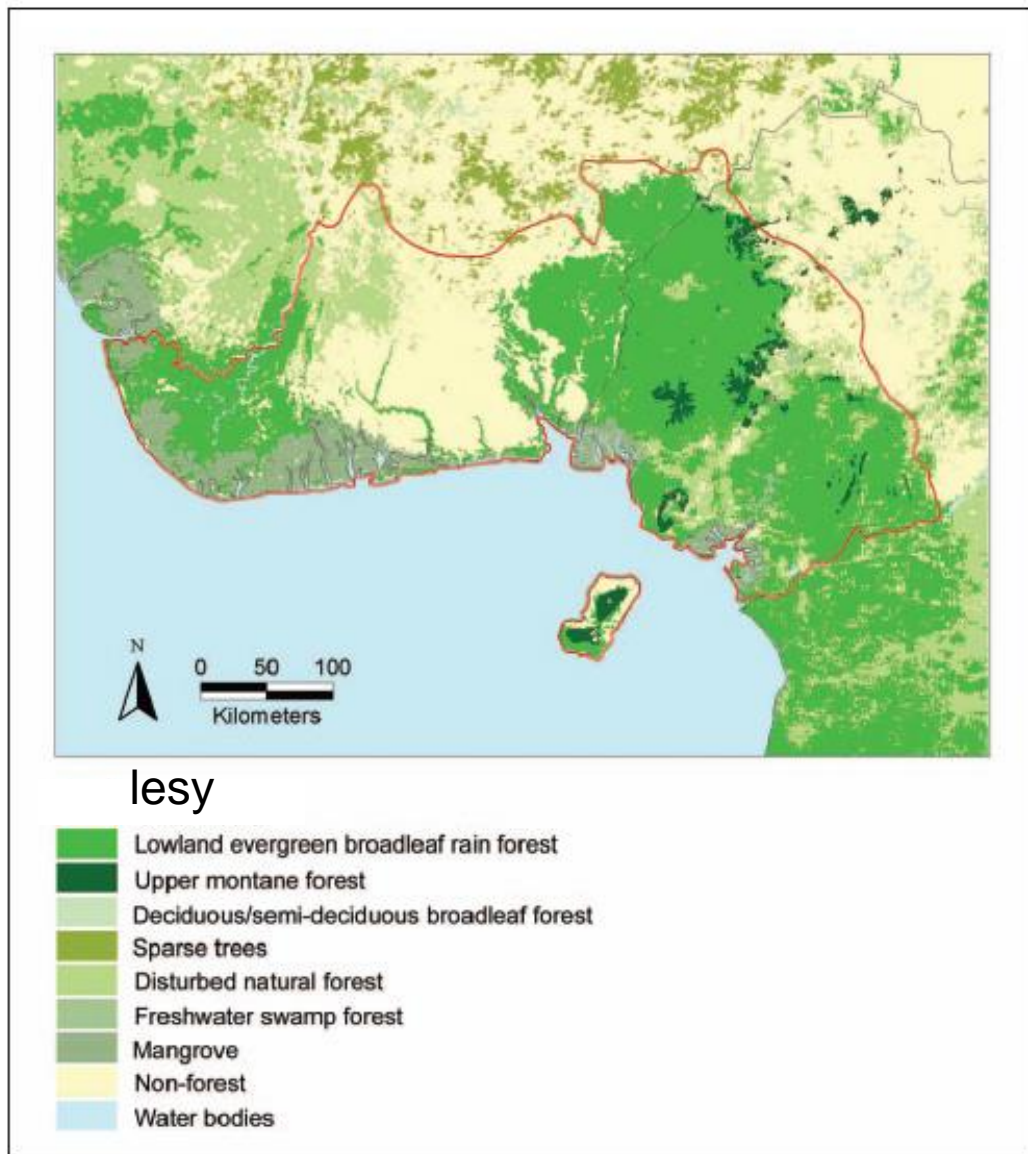 N
0 50 100
Kilometers
lesy
Lowland evergreen broadleaf rain forest
Upper montane forest
Deciduous/semi-deciduous broadleaf forest
Sparse trees
Disturbed natural forest
Freshwater swamp forest
Mangrove
Non-forest
Water bodies